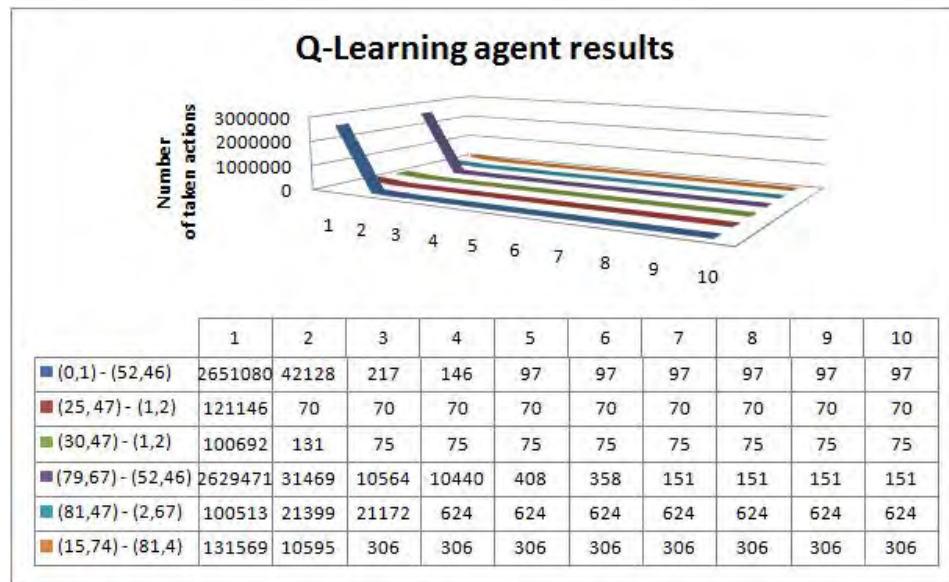 Q-Learning agent results
Number
of taken actions
3000000
2000000
1000000
0
1 2 3 4 5 6 7 8 9 10
1 2 3 4 5 6 7 8 9 10
(0,1) - (52,46) 2651080 42128 217 146 97 97 97 97 97 97
(25,47) - (1,2) 121146 70 70 70 70 70 70 70 70 70
(30,47) - (1,2) 100692 131 75 75 75 75 75 75 75 75
(79,67) - (52,46) 2629471 31469 10564 10440 408 358 151 151 151 151
(81,47) - (2,67) 100513 21399 21172 624 624 624 624 624 624 624
(15,74) - (81,4) 131569 10595 306 306 306 306 306 306 306 306